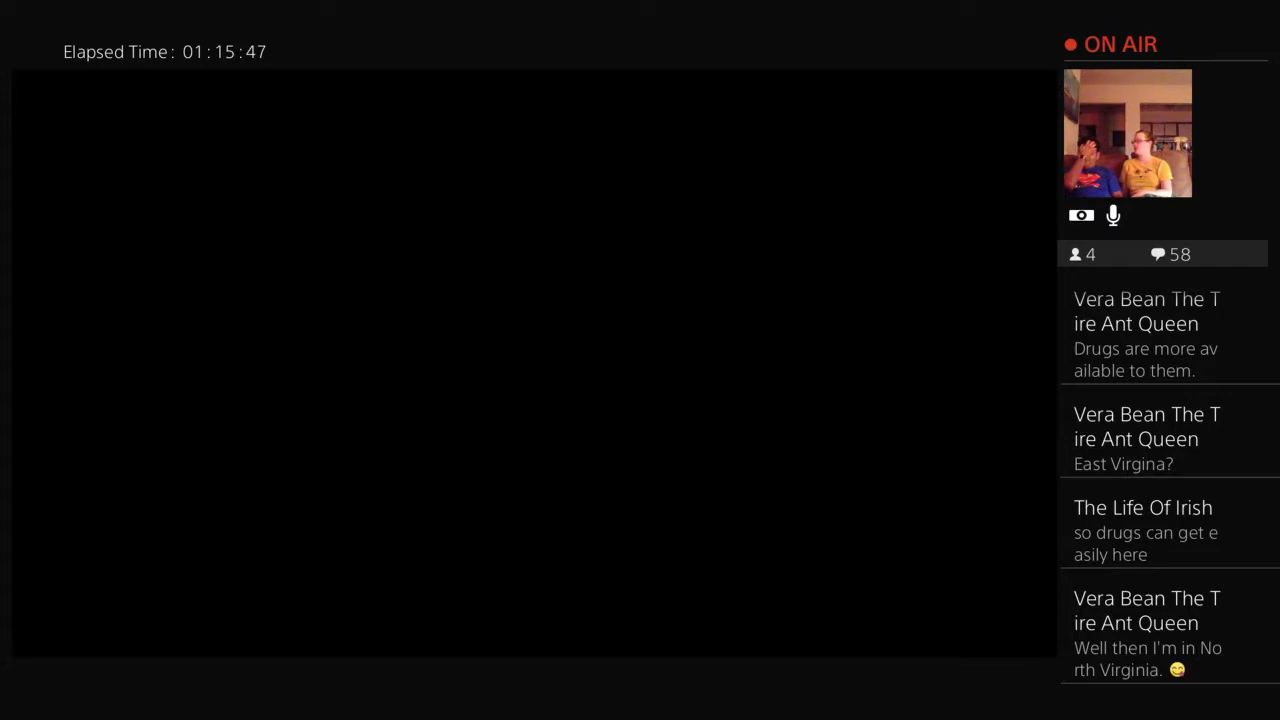 Elapsed Time: 01:15:47
ON AIR
4 58
Vera Bean The T
ire Ant Queen
Drugs are more av
ailable to them.
Vera Bean The T
ire Ant Queen
East Virgina?
The Life Of Irish
so drugs can get e
asily here
Vera Bean The T
ire Ant Queen
Well then I'm in No
rth Virginia. 😋